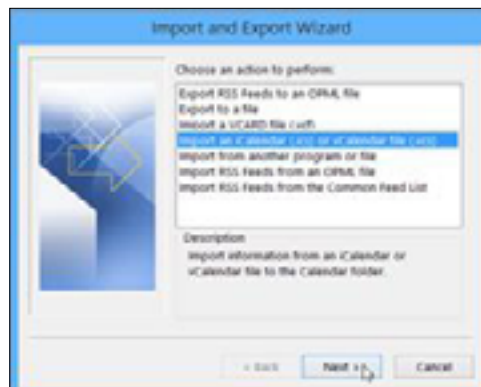 Import and Export Wizard
Choose an action to perform:
Export RSS Feeds to an OPML file
Export to a file
Import a VCARD file (.vcf)
Import an iCalendar (.ics) or vCalendar file (.vcs)
Import from another program or file
Import RSS Feeds from an OPML file
Import RSS Feeds from the Common Feed List
Description
Import information from an iCalendar or
vCalendar file to the Calendar folder.
< Back Next > Cancel